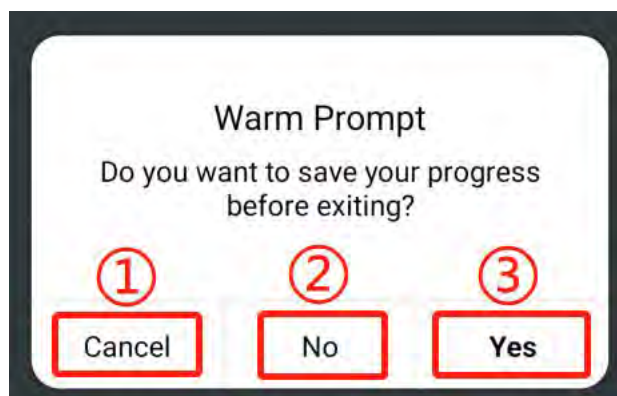 Warm Prompt
Do you want to save your progress
before exiting?
① ② ③
Cancel No Yes